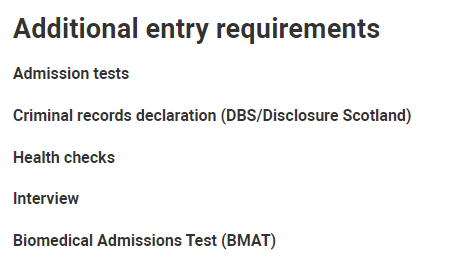 Additional entry requirements
Admission tests
Criminal records declaration (DBS/Disclosure Scotland)
Health checks
Interview
Biomedical Admissions Test (BMAT)